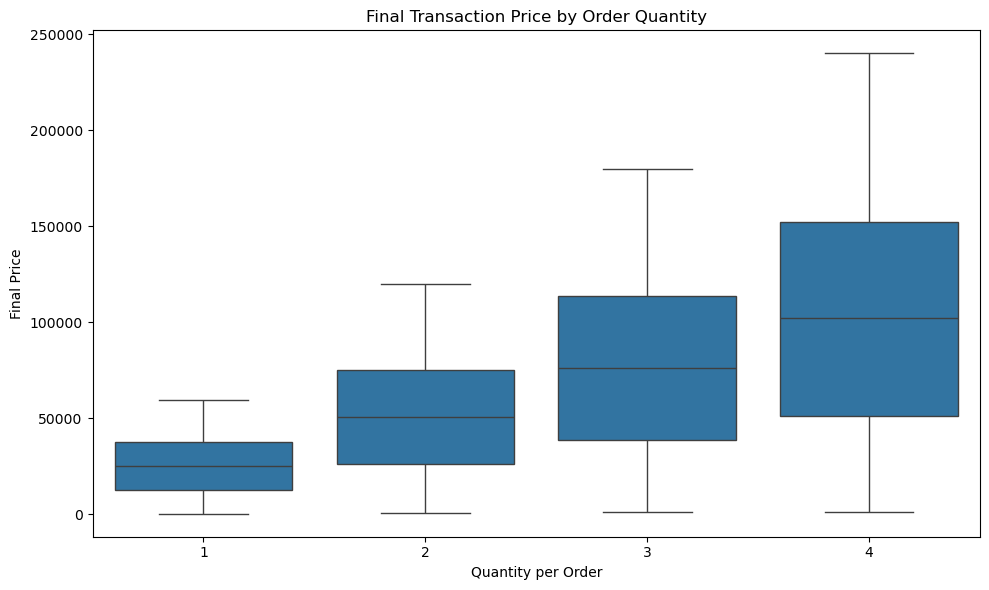 Final Transaction Price by Order Quantity
Final Price
250000
200000
150000
100000
50000
0
1 2 3 4
Quantity per Order